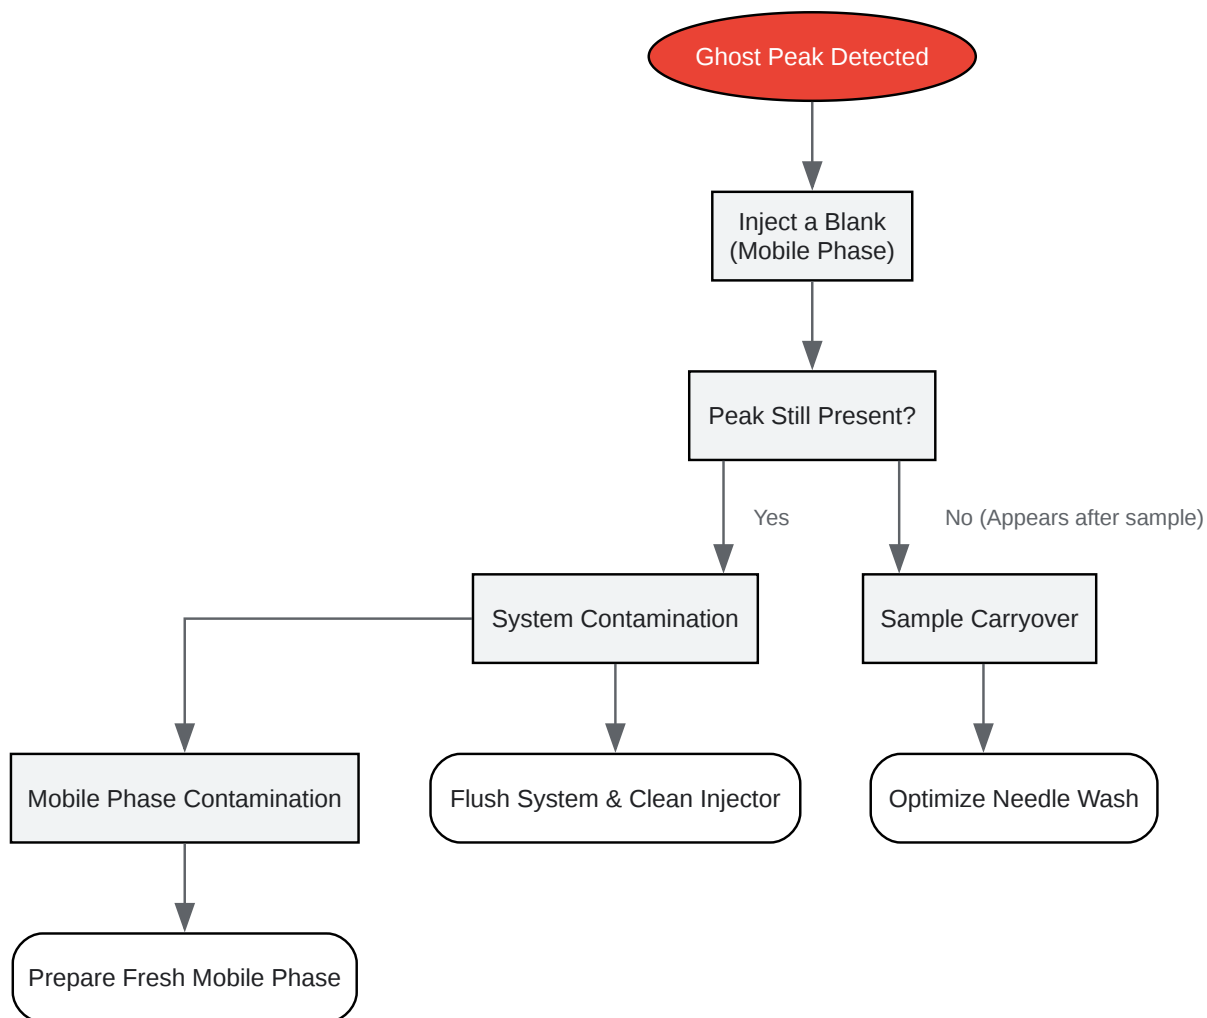 Ghost Peak Detected
Inject a Blank
(Mobile Phase)
Peak Still Present?
Yes
No (Appears after sample)
System Contamination
Sample Carryover
Mobile Phase Contamination
Flush System & Clean Injector
Optimize Needle Wash
Prepare Fresh Mobile Phase